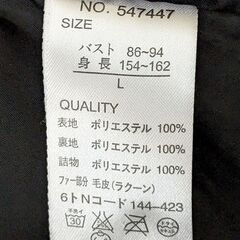 NO. 547447
SIZE
バスト 86~94
身長 154~162
L
QUALITY
表地 ポリエステル 100%
裏地 ポリエステル 100%
詰物 ポリエステル 100%
ファー部分 毛皮(ラクーン)
6トNコード 144-423
手洗イ
30